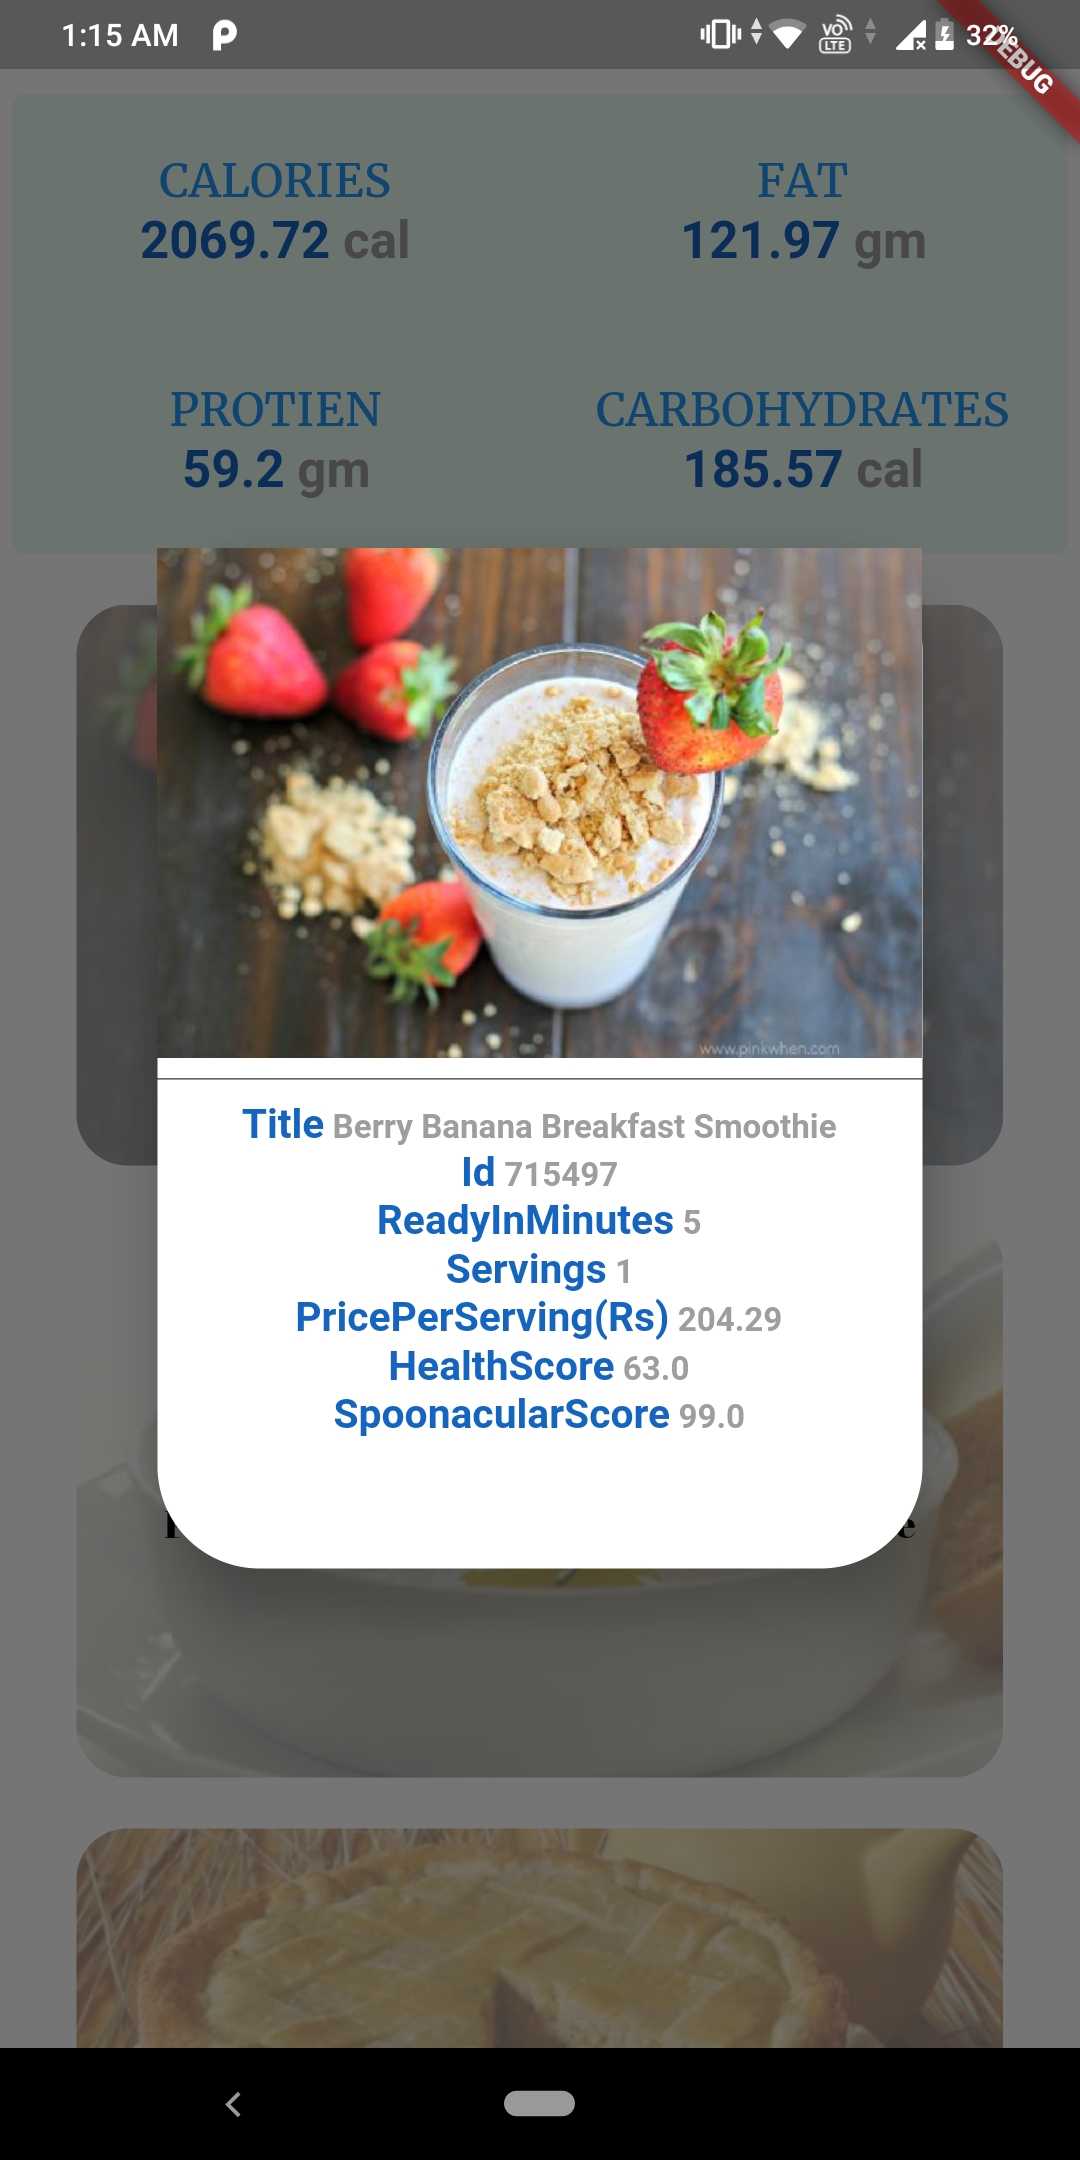 1:15 AM
VO LTE
32%
DEBUG
CALORIES FAT
2069.72 cal 121.97 gm
PROTIEN CARBOHYDRATES
59.2 gm 185.57 cal
www.pinkwhen.com
Title Berry Banana Breakfast Smoothie
Id 715497
ReadyInMinutes 5
Servings 1
PricePerServing(Rs) 204.29
HealthScore 63.0
SpoonacularScore 99.0